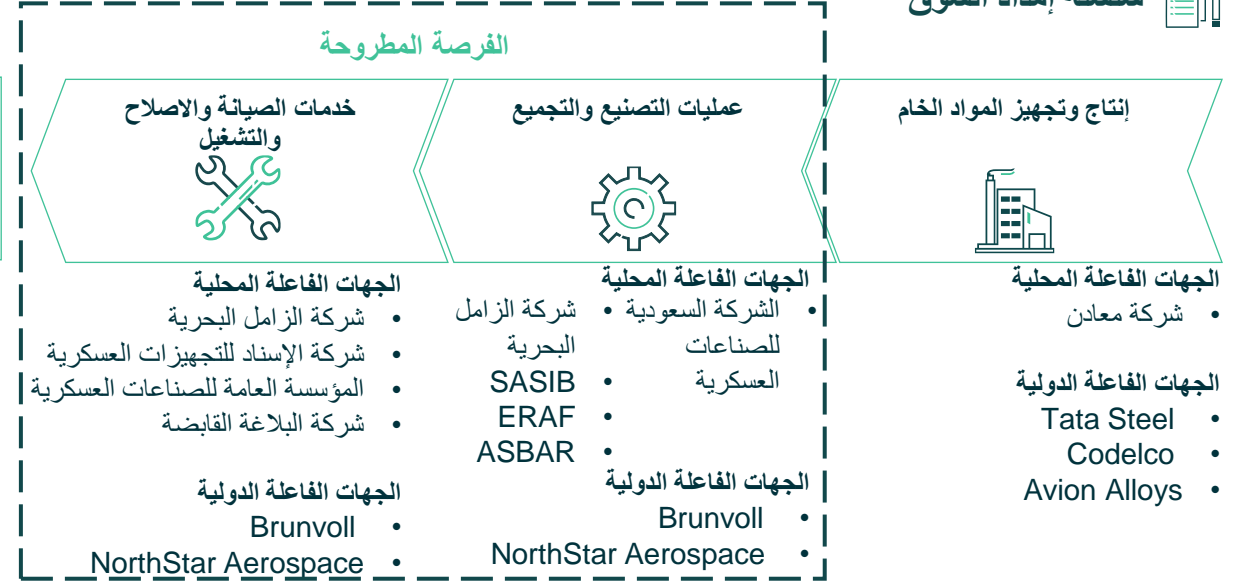 سلسلة إمداد السوق
الفرصة المطروحة
إنتاج وتجهيز المواد الخام
الجهات الفاعلة المحلية
• شركة معادن
الجهات الفاعلة الدولية
• Tata Steel
• Codelco
• Avion Alloys
عمليات التصنيع والتجميع
الجهات الفاعلة المحلية
• الشركة السعودية
للصناعات
العسكرية
• شركة الزامل
البحرية
• SASIB
• ERAF
• ASBAR
الجهات الفاعلة الدولية
• Brunvoll
• NorthStar Aerospace
خدمات الصيانة والاصلاح
والتشغيل
الجهات الفاعلة المحلية
• شركة الزامل البحرية
• شركة الإسناد للتجهيزات العسكرية
• المؤسسة العامة للصناعات العسكرية
• شركة البلاغة القابضة
الجهات الفاعلة الدولية
• Brunvoll
• NorthStar Aerospace